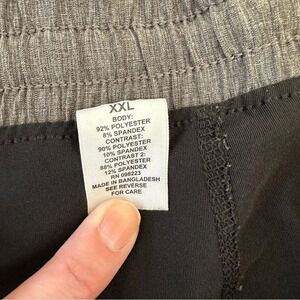 XXL
BODY:
92% POLYESTER
8% SPANDEX
CONTRAST:
90% POLYESTER
10% SPANDEX
CONTRAST 2:
88% POLYESTER
12% SPANDEX
RN 098223
MADE IN BANGLADESH
SEE REVERSE
FOR CARE